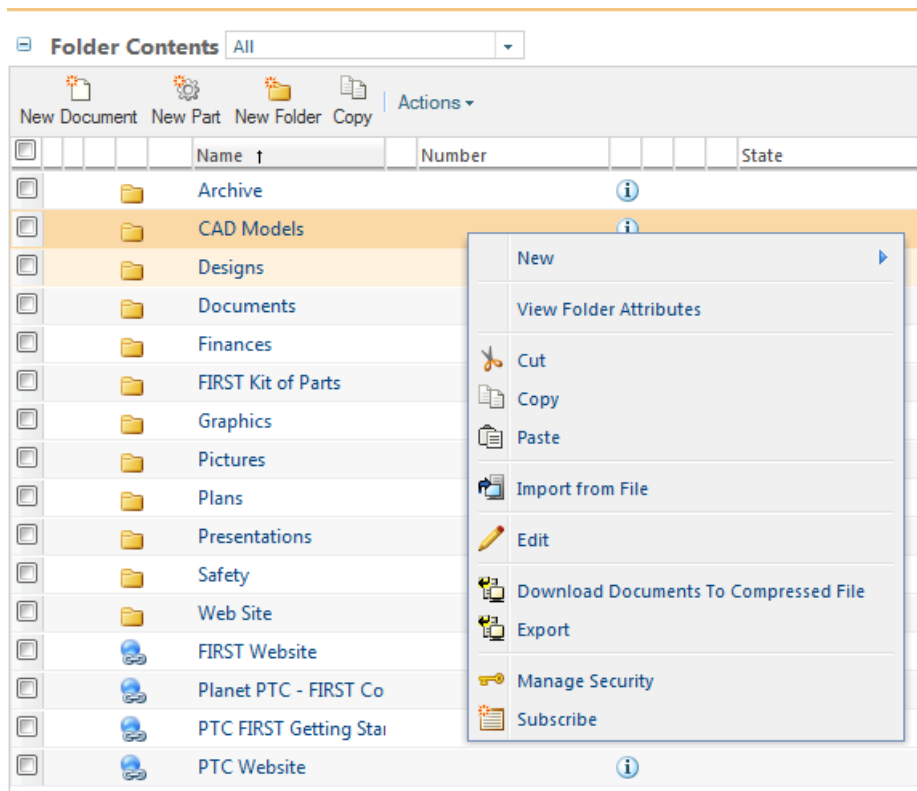 Folder Contents All
New Document New Part New Folder Copy Actions
Name Number State
Archive
CAD Models
Designs
Documents
Finances
FIRST Kit of Parts
Graphics
Pictures
Plans
Presentations
Safety
Web Site
FIRST Website
Planet PTC - FIRST Co
PTC FIRST Getting Star
PTC Website
New
View Folder Attributes
Cut
Copy
Paste
Import from File
Edit
Download Documents To Compressed File
Export
Manage Security
Subscribe